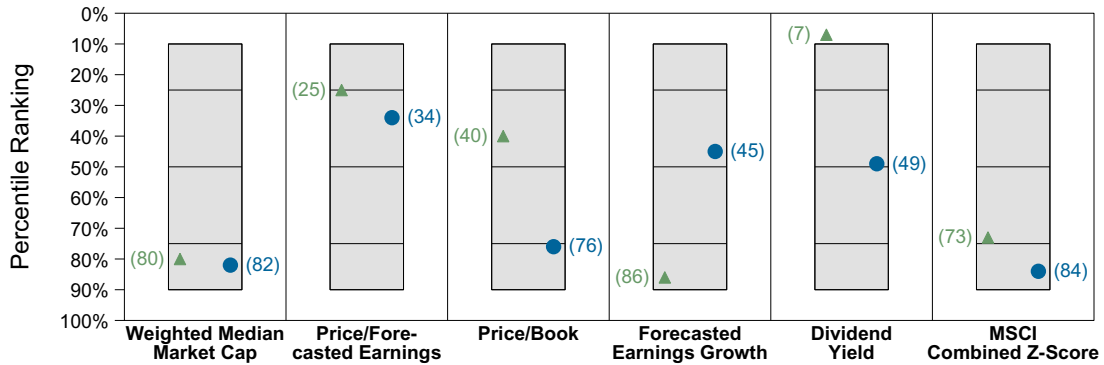 Percentile Ranking
0%
10%
20%
30%
40%
50%
60%
70%
80%
90%
100%
(80)
(82)
(25)
(34)
(40)
(76)
(86)
(45)
(7)
(49)
(73)
(84)
Weighted Median
Market Cap
Price/Fore-
casted Earnings
Price/Book
Forecasted
Earnings Growth
Dividend
Yield
MSCI
Combined Z-Score